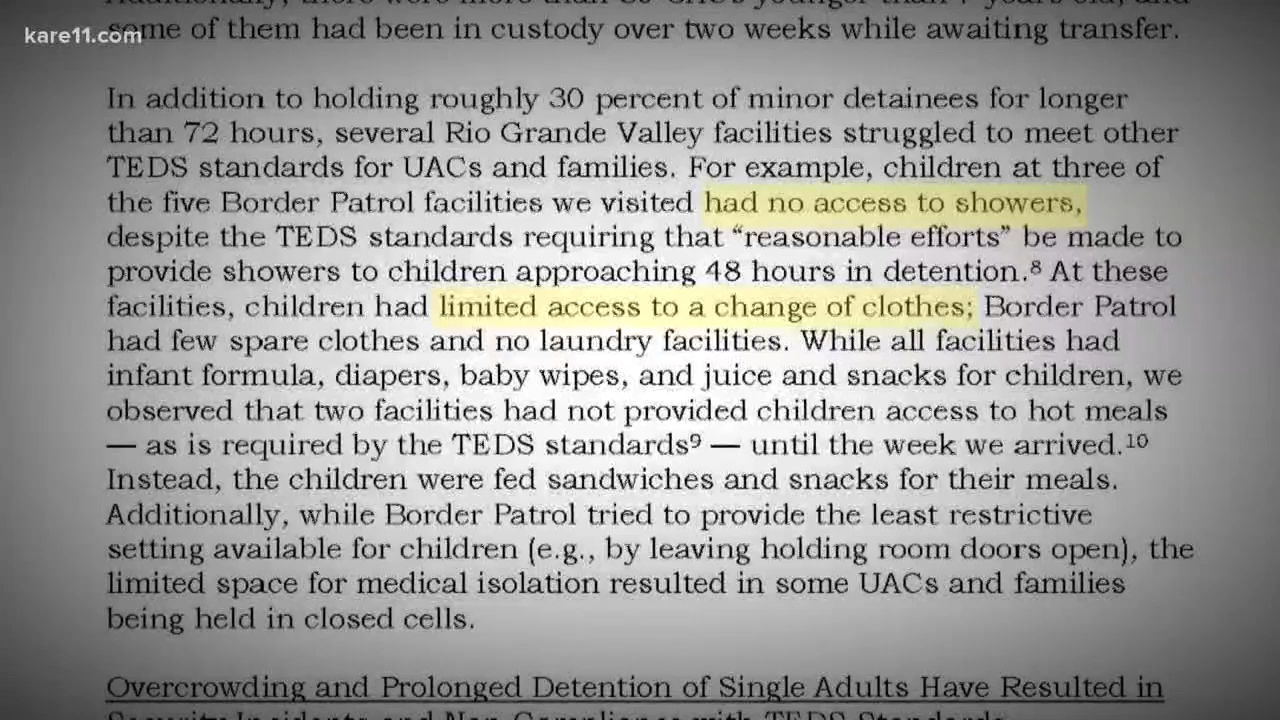 kare11.com
some of them had been in custody over two weeks while awaiting transfer.
In addition to holding roughly 30 percent of minor detainees for longer
than 72 hours, several Rio Grande Valley facilities struggled to meet other
TEDS standards for UACs and families. For example, children at three of
the five Border Patrol facilities we visited had no access to showers,
despite the TEDS standards requiring that “reasonable efforts” be made to
provide showers to children approaching 48 hours in detention.⁸ At these
facilities, children had limited access to a change of clothes; Border Patrol
had few spare clothes and no laundry facilities. While all facilities had
infant formula, diapers, baby wipes, and juice and snacks for children, we
observed that two facilities had not provided children access to hot meals
— as is required by the TEDS standards⁹ — until the week we arrived.¹⁰
Instead, the children were fed sandwiches and snacks for their meals.
Additionally, while Border Patrol tried to provide the least restrictive
setting available for children (e.g., by leaving holding room doors open), the
limited space for medical isolation resulted in some UACs and families
being held in closed cells.
Overcrowding and Prolonged Detention of Single Adults Have Resulted in